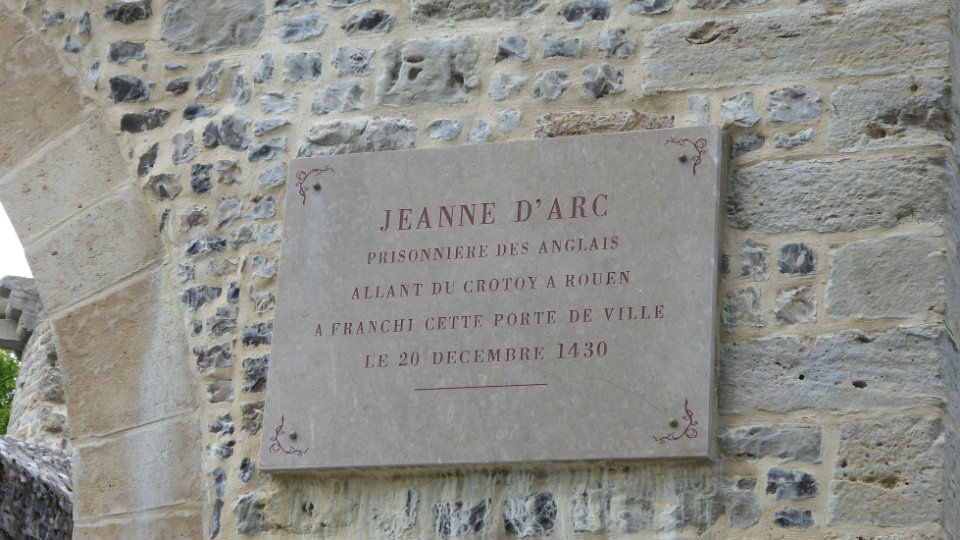 JEANNE D'ARC
PRISONNIERE DES ANGLAIS
ALLANT DU CROTOY A ROUEN
A FRANCHI CETTE PORTE DE VILLE
LE 20 DECEMBRE 1430